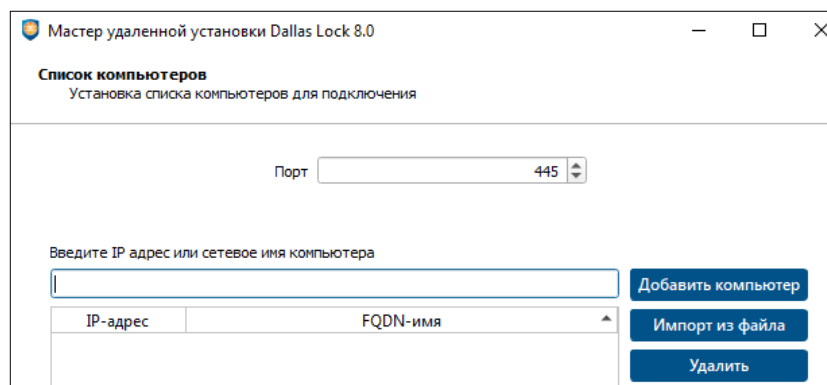 Мастер удаленной установки Dallas Lock 8.0
Список компьютеров
Установка списка компьютеров для подключения
Порт 445
Введите IP адрес или сетевое имя компьютера
Добавить компьютер
IP-адрес FQDN-имя
Импорт из файла
Удалить